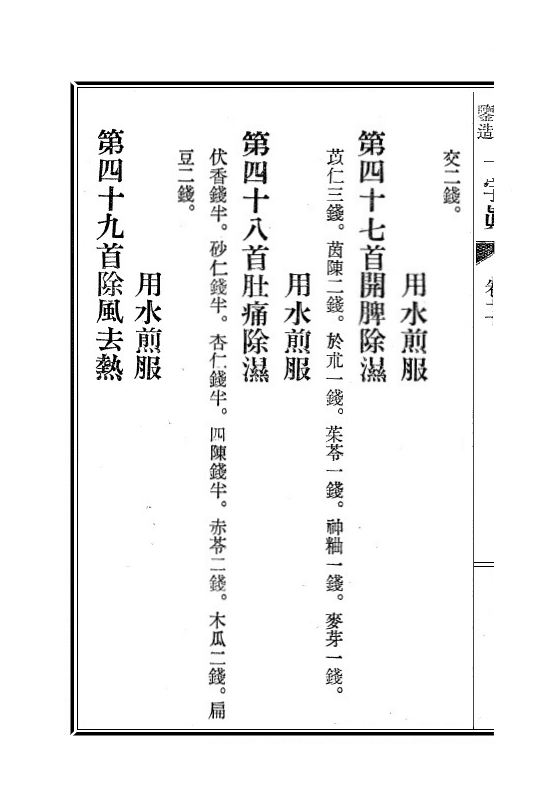 鑒造
卷二
交二錢。
用水煎服
第四十七首開脾除濕
苡仁三錢。茵陳二錢。於朮一錢。茱苓一錢。神粬一錢。麥芽一錢。
用水煎服
第四十八首肚痛除濕
伏香錢半。砂仁錢半。杏仁錢半。四陳錢半。赤苓二錢。木瓜二錢。扁
豆二錢。
用水煎服
第四十九首除風去熱